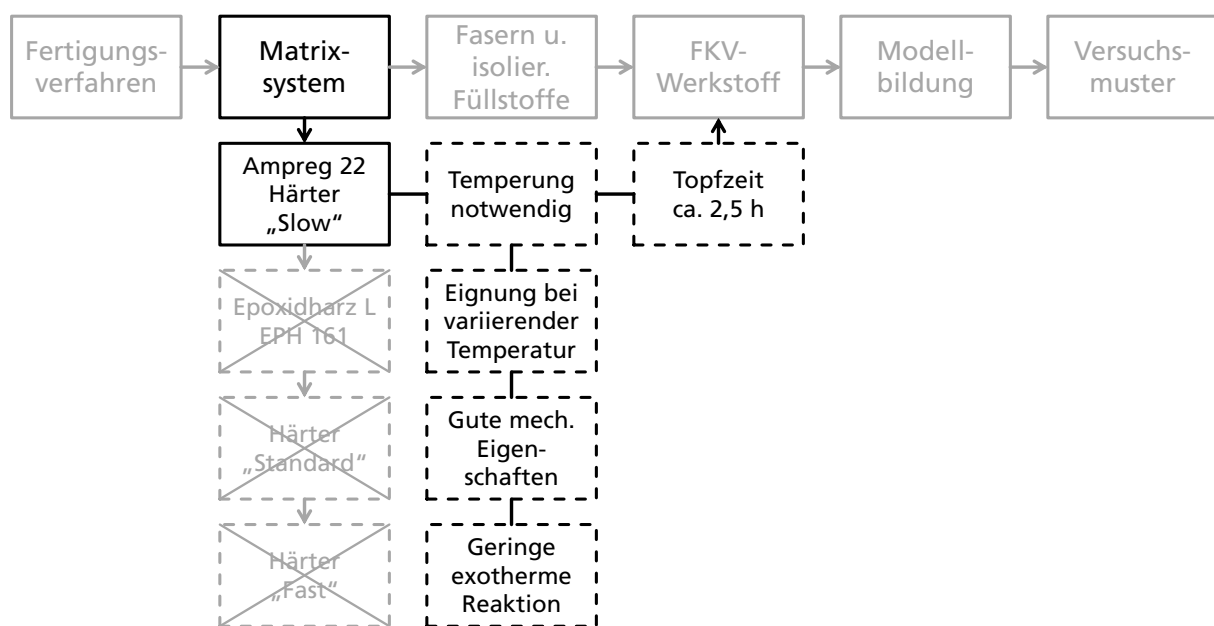 Fertigungs-
verfahren
Matrix-
system
Fasern u.
isolier.
Füllstoffe
FKV-
Werkstoff
Modell-
bildung
Versuchs-
muster
Ampreg 22
Härter
„Slow“
Temperung
notwendig
Topfzeit
ca. 2,5 h
Epoxidharz L
EPH 161
Eignung bei
variierender
Temperatur
Härter
„Standard“
Gute mech.
Eigen-
schaften
Härter
„Fast“
Geringe
exotherme
Reaktion